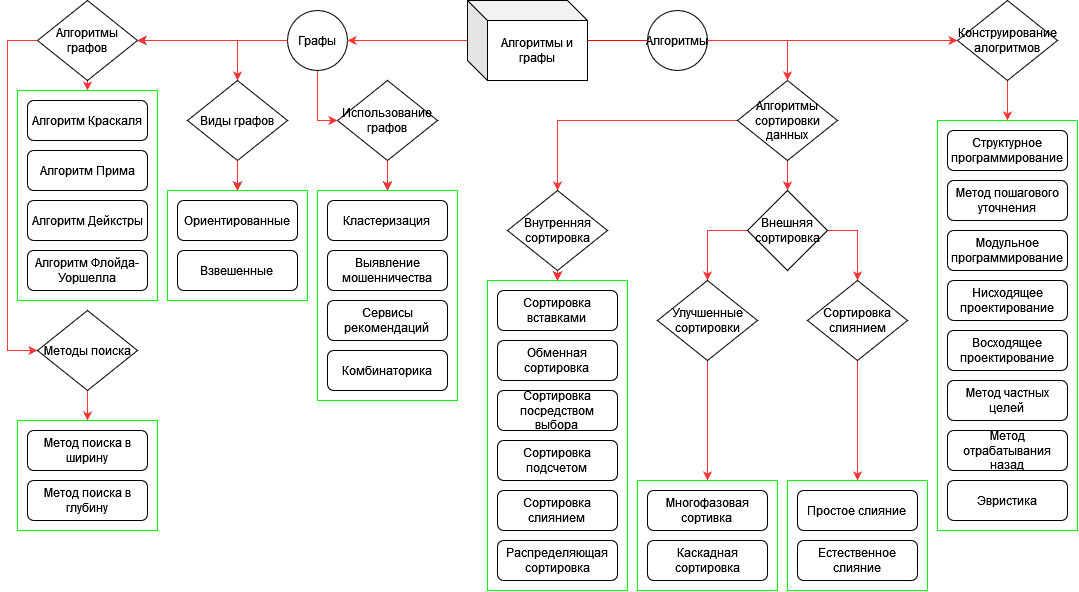 Алгоритмы
графов
Графы
Алгоритмы и
графы
Алгоритмы
Конструирование
алогритмов
Алгоритм Краскаля
Алгоритм Прима
Алгоритм Дейкстры
Алгоритм Флойда-
Уоршелла
Методы поиска
Метод поиска в
ширину
Метод поиска в
глубину
Виды графов
Ориентированные
Взвешенные
Использование
графов
Кластеризация
Выявление
мошенничества
Сервисы
рекомендаций
Комбинаторика
Алгоритмы
сортировки
данных
Внутренняя
сортировка
Сортировка
вставками
Обменная
сортировка
Сортировка
посредством
выбора
Сортировка
подсчетом
Сортировка
слиянием
Распределяющая
сортировка
Внешняя
сортировка
Улучшенные
сортировки
Многофазовая
сортивка
Каскадная
сортировка
Сортировка
слиянием
Простое слияние
Естественное
слияние
Структурное
программирование
Метод пошагового
уточнения
Модульное
программирование
Нисходящее
проектирование
Восходящее
проектирование
Метод частных
целей
Метод
отрабатывания
назад
Эвристика